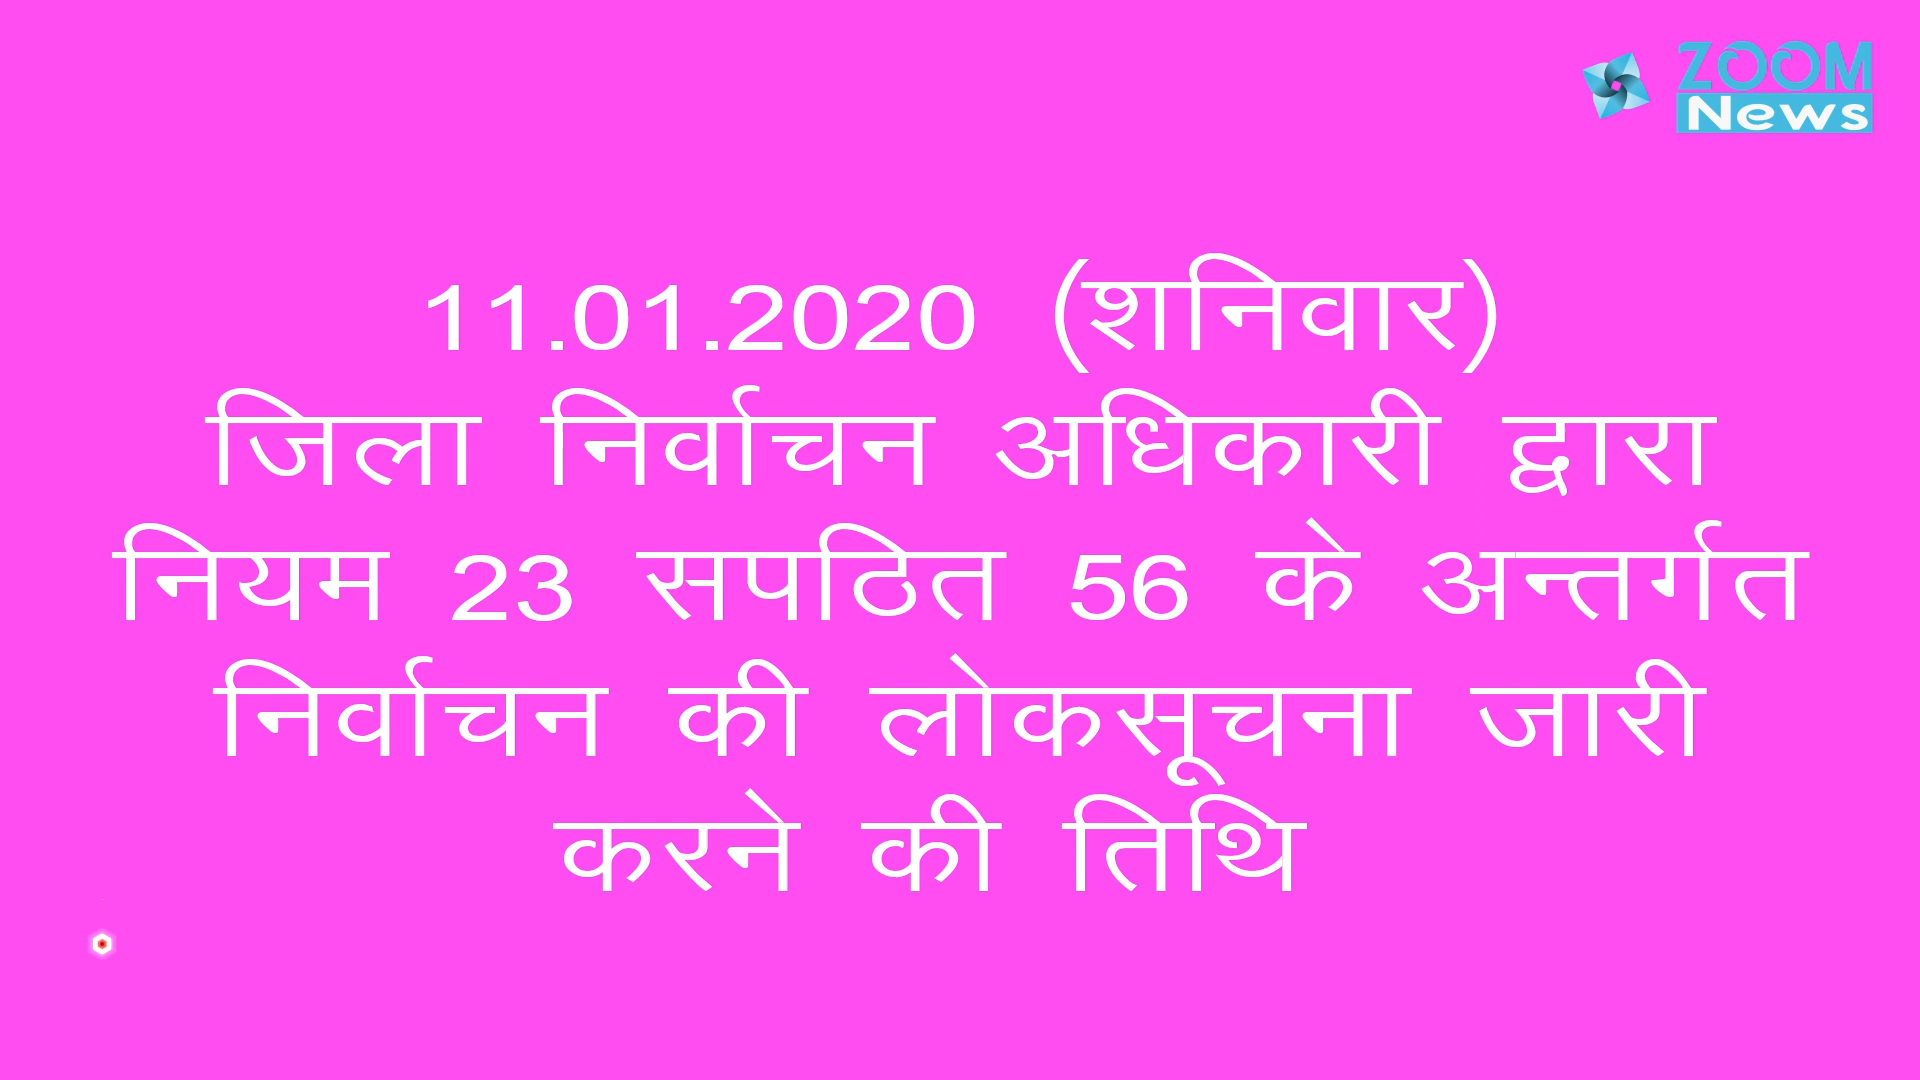 ZOOM
News
11.01.2020 (शनिवार)
जिला निर्वाचन अधिकारी द्वारा
नियम 23 सपठित 56 के अन्तर्गत
निर्वाचन की लोकसूचना जारी
करने की तिथि